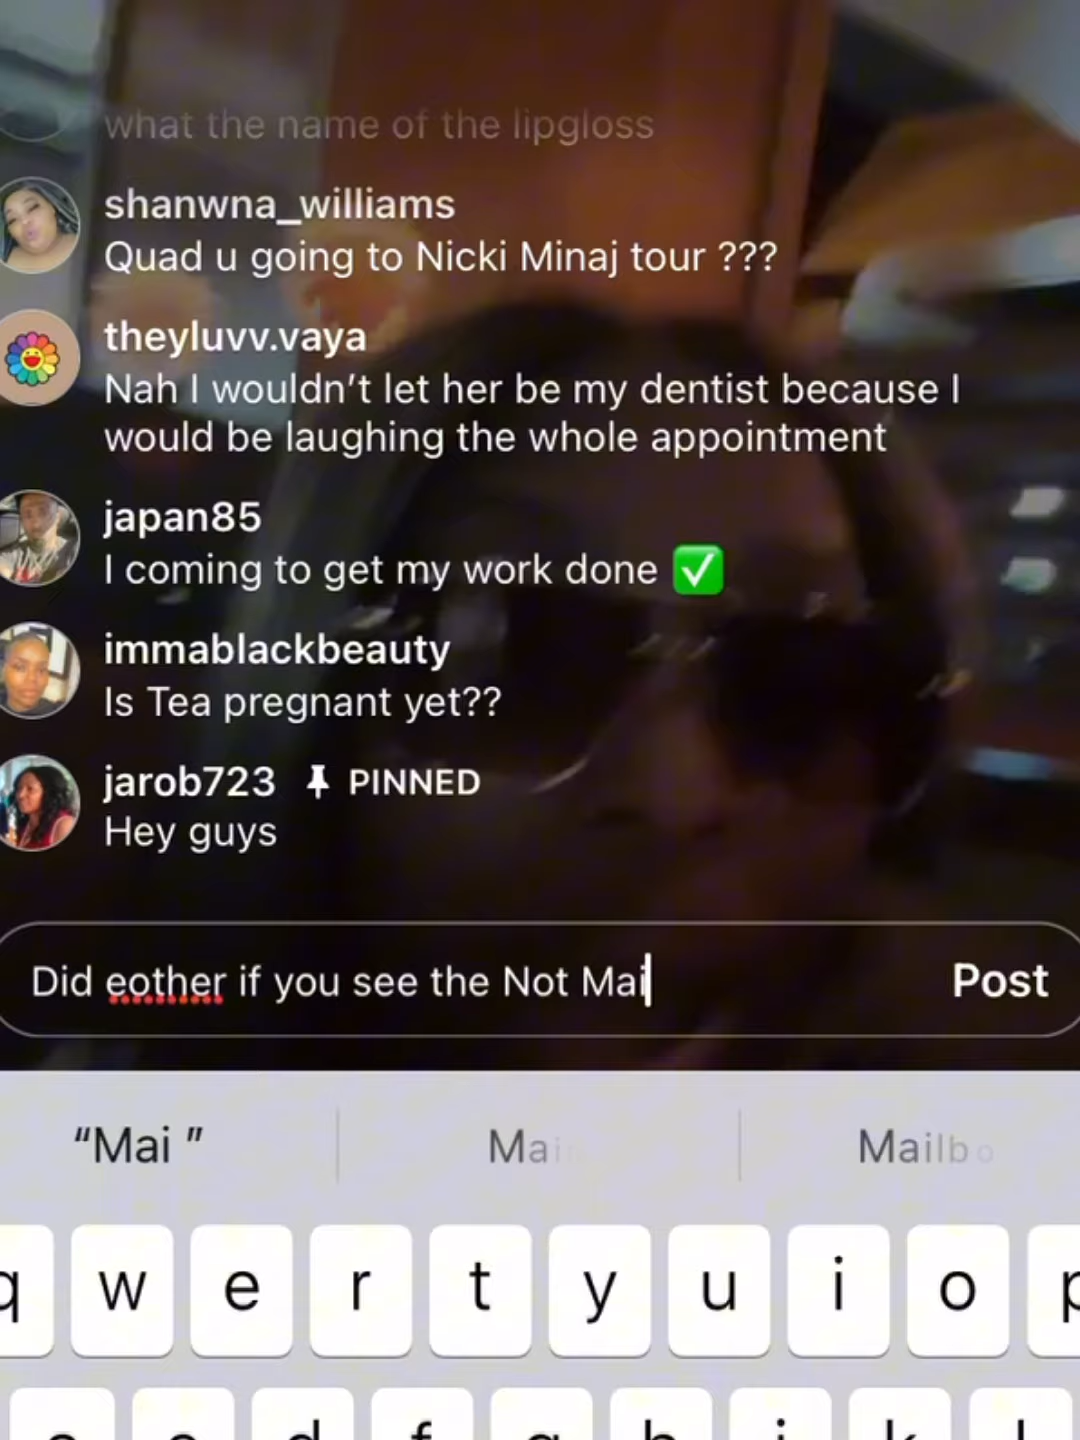 what the name of the lipgloss
shanwna_williams
Quad u going to Nicki Minaj tour ???
theyluvv.vaya
Nah I wouldn’t let her be my dentist because I
would be laughing the whole appointment
japan85
I coming to get my work done ✅
immablackbeauty
Is Tea pregnant yet??
jarob723 PINNED
Hey guys
Did eother if you see the Not Mai
Post
“Mai ” Mai Mailbo
q w e r t y u i o p
a s d f g h j k l